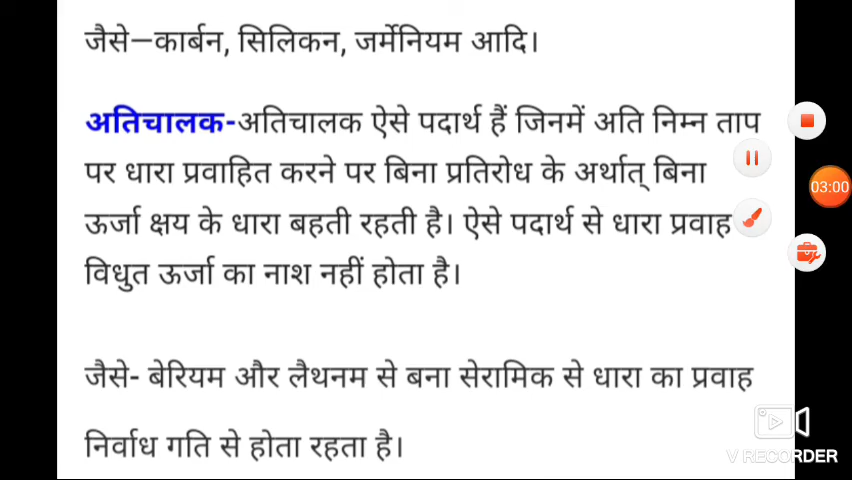 जैसे—कार्बन, सिलिकन, जर्मेनियम आदि।
अतिचालक-अतिचालक ऐसे पदार्थ हैं जिनमें अति निम्न ताप
पर धारा प्रवाहित करने पर बिना प्रतिरोध के अर्थात् बिना
ऊर्जा क्षय के धारा बहती रहती है। ऐसे पदार्थ से धारा प्रवाह
विधुत ऊर्जा का नाश नहीं होता है।
जैसे- बेरियम और लैथनम से बना सेरामिक से धारा का प्रवाह
निर्वाध गति से होता रहता है।
03:00
V RECORDER